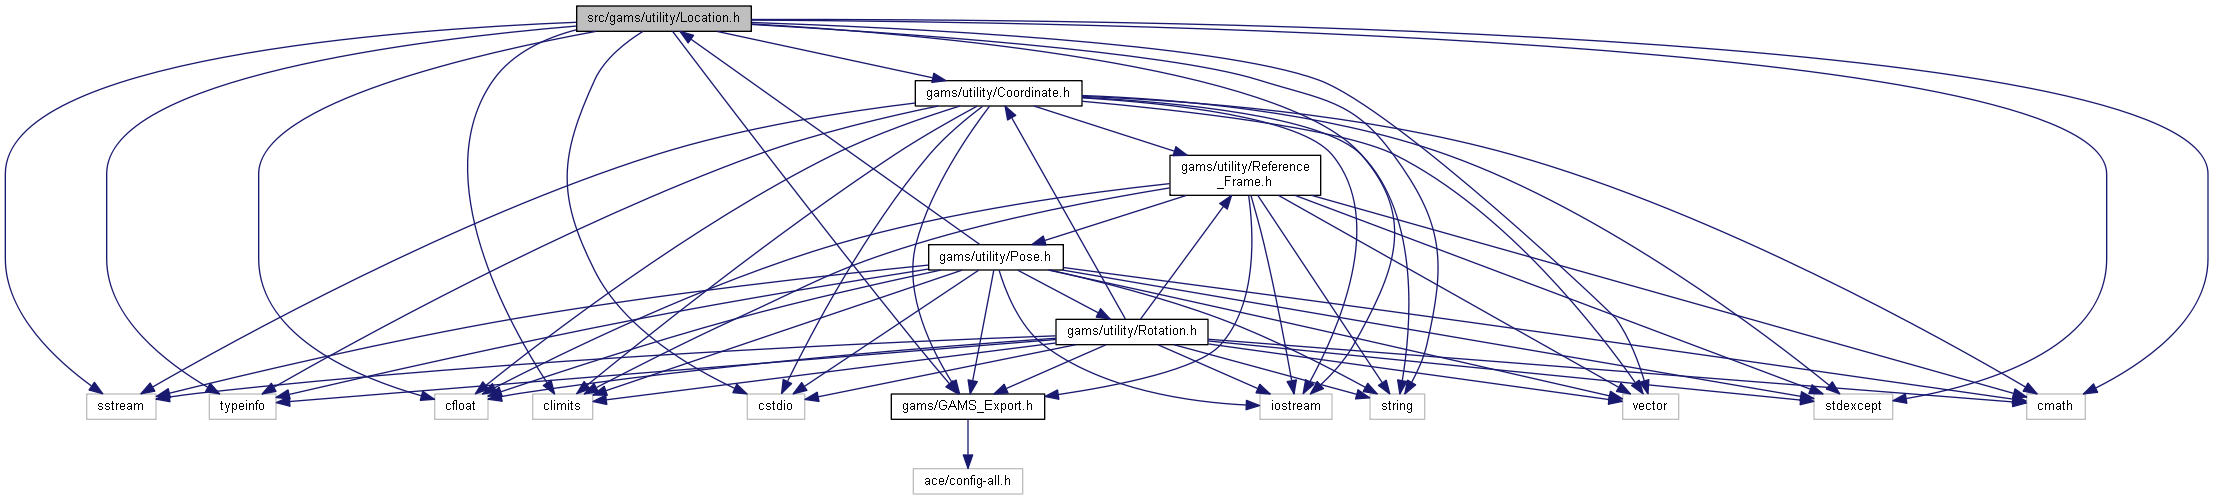 src/gams/utility/Location.h
gams/utility/Coordinate.h
gams/utility/Reference
_Frame.h
gams/utility/Pose.h
gams/utility/Rotation.h
sstream
typeinfo
cfloat
climits
cstdio
gams/GAMS_Export.h
iostream
string
vector
stdexcept
cmath
ace/config-all.h